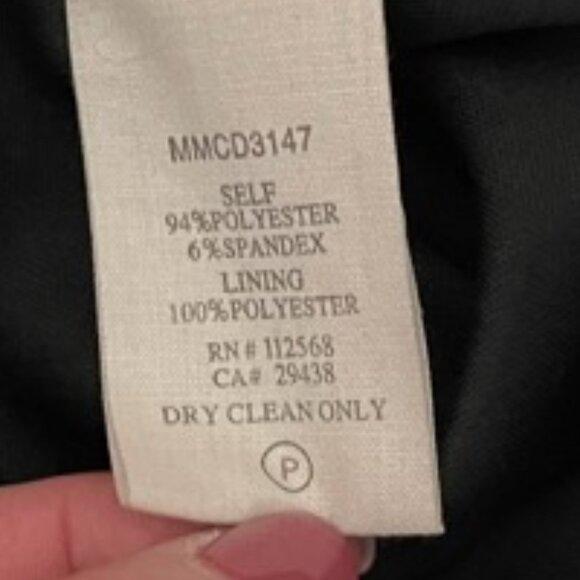 MMCD3147
SELF
94%POLYESTER
6%SPANDEX
LINING
100%POLYESTER
RN# 112568
CA# 29438
DRY CLEAN ONLY
P